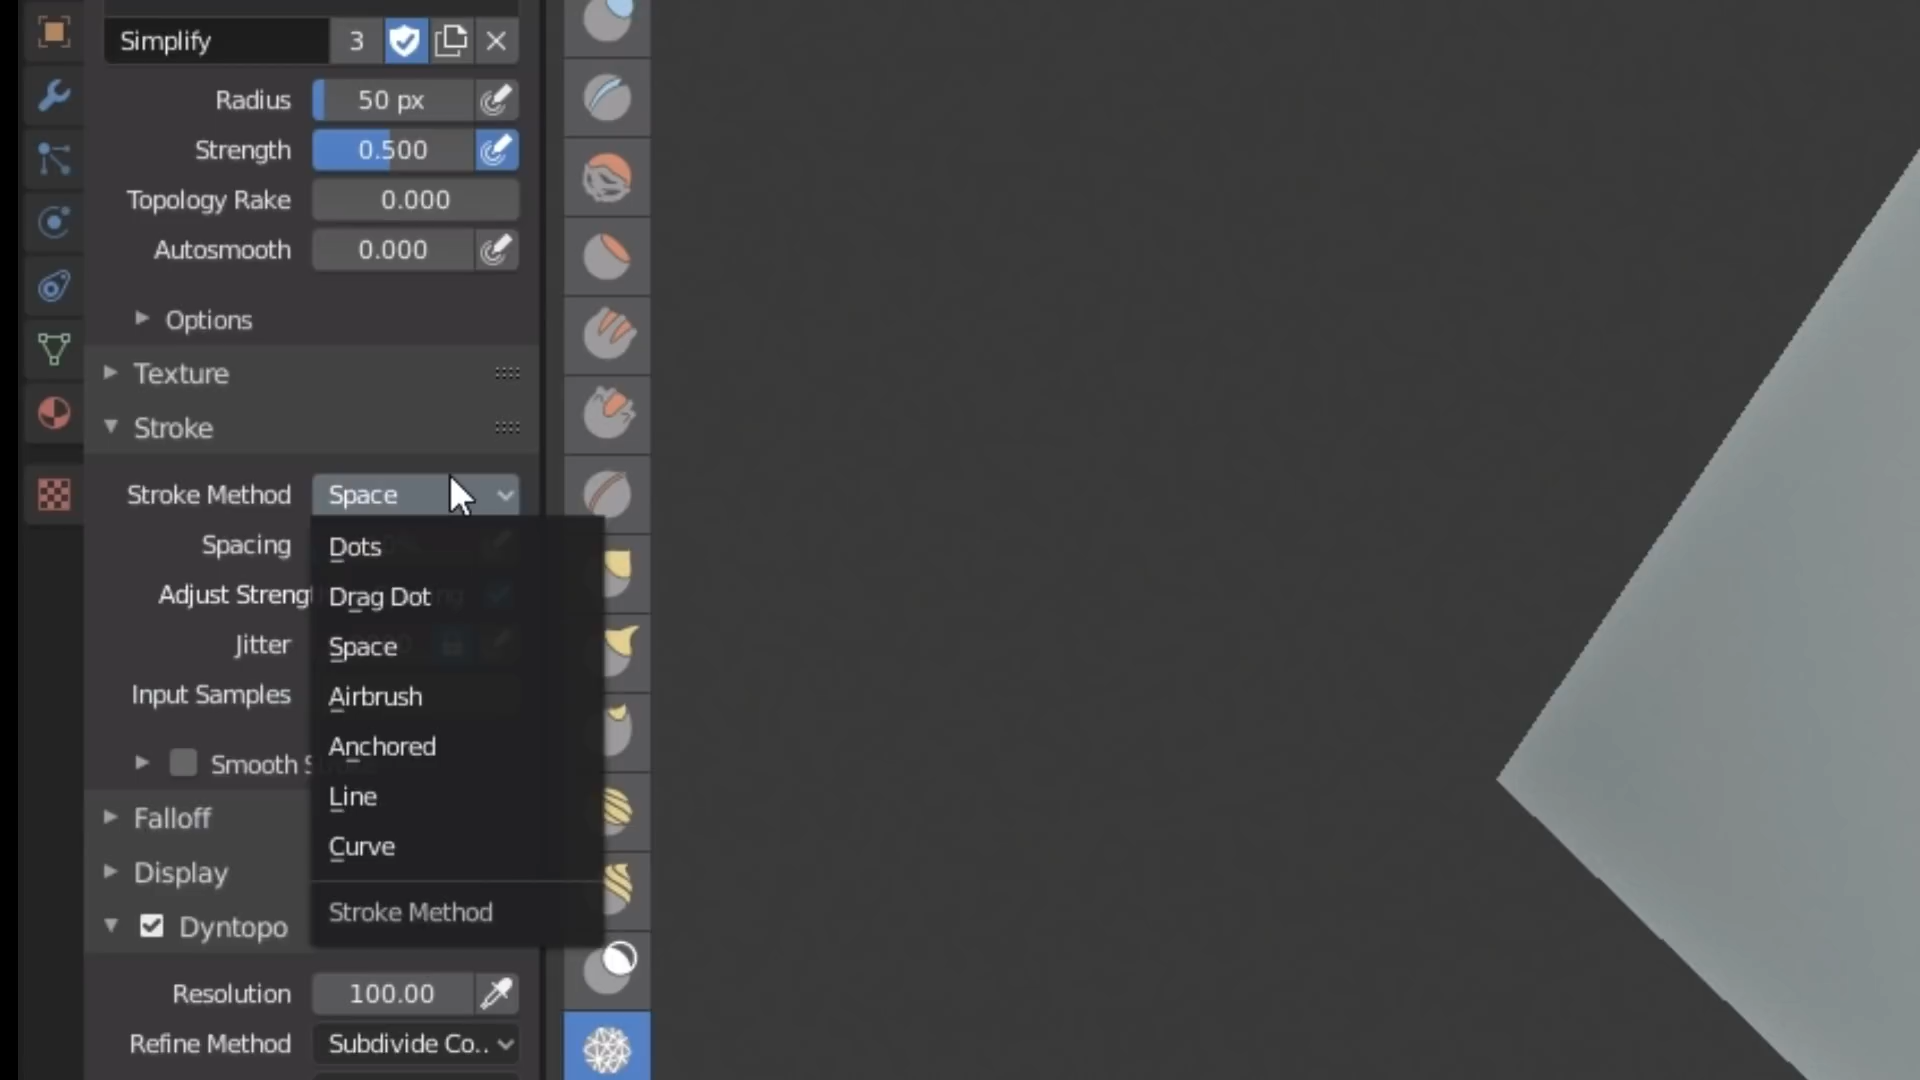 Simplify 3
Radius 50 px
Strength 0.500
Topology Rake 0.000
Autosmooth 0.000
Options
Texture
Stroke
Stroke Method Space
Spacing Dots
Adjust Strengt Drag Dot
Jitter Space
Input Samples Airbrush
Anchored
Smooth S
Line
Falloff
Curve
Display
Stroke Method
Dyntopo
Resolution 100.00
Refine Method Subdivide Co..